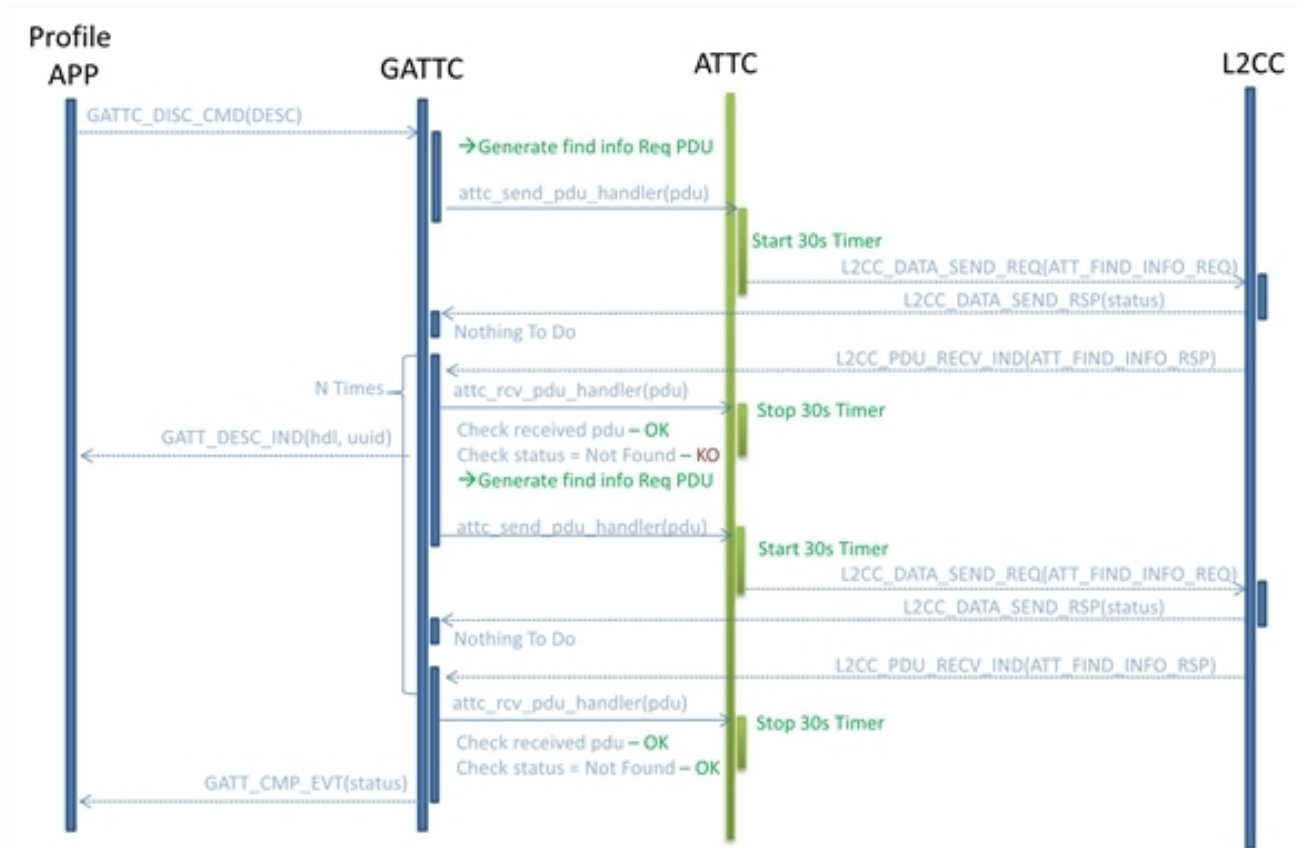 Profile
APP
GATTC
ATTC
L2CC
GATTC_DISC_CMD(DESC)
→Generate find info Req PDU
attc_send_pdu_handler(pdu)
Start 30s Timer
L2CC_DATA_SEND_REQ(ATT_FIND_INFO_REQ)
L2CC_DATA_SEND_RSP(status)
Nothing To Do
L2CC_PDU_RECV_IND(ATT_FIND_INFO_RSP)
N Times
attc_rcv_pdu_handler(pdu)
Stop 30s Timer
Check received pdu – OK
GATT_DESC_IND(hdl, uuid)
Check status = Not Found – KO
→Generate find info Req PDU
attc_send_pdu_handler(pdu)
Start 30s Timer
L2CC_DATA_SEND_REQ(ATT_FIND_INFO_REQ)
L2CC_DATA_SEND_RSP(status)
Nothing To Do
L2CC_PDU_RECV_IND(ATT_FIND_INFO_RSP)
attc_rcv_pdu_handler(pdu)
Stop 30s Timer
Check received pdu – OK
Check status = Not Found – OK
GATT_CMP_EVT(status)